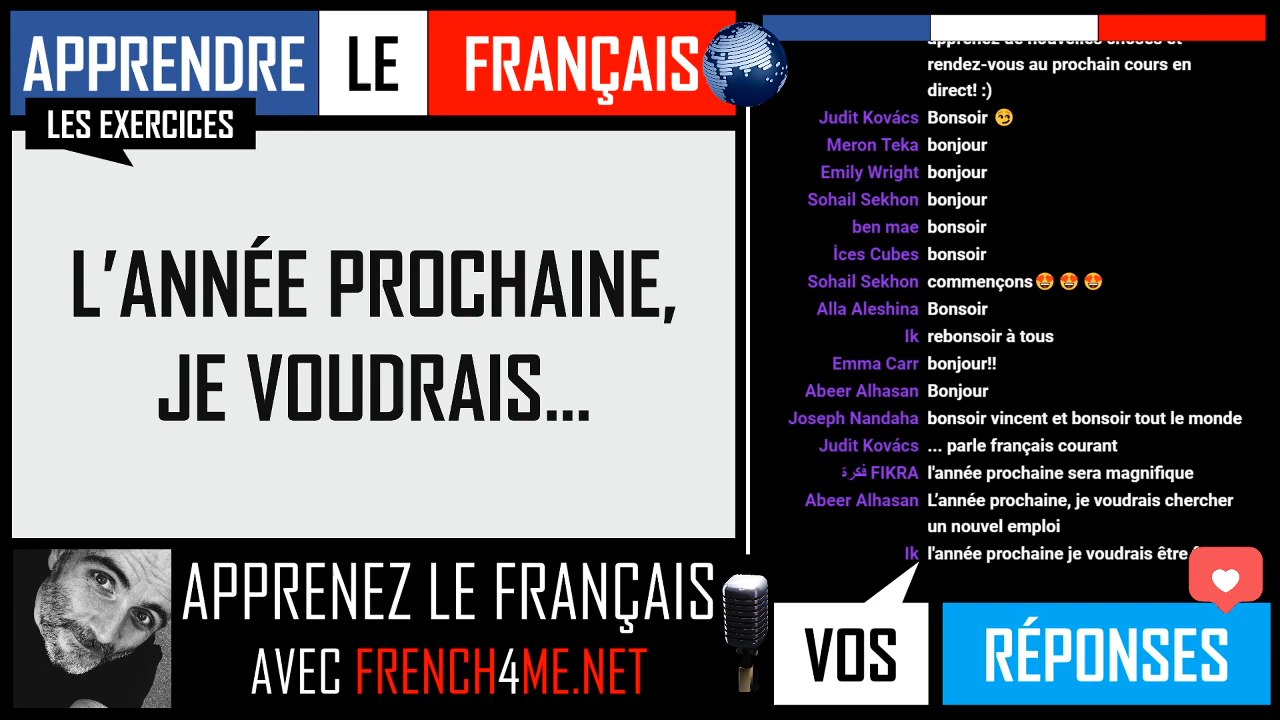 APPRENDRE LE FRANÇAIS
LES EXERCICES
L'ANNÉE PROCHAINE,
JE VOUDRAIS...
APPRENEZ LE FRANÇAIS
AVEC FRENCH4ME.NET
rendez-vous au prochain cours en
direct! :)
Judit Kovács Bonsoir 😏
Meron Teka bonjour
Emily Wright bonjour
Sohail Sekhon bonjour
ben mae bonsoir
İces Cubes bonsoir
Sohail Sekhon commençons😍 😍 😍
Alla Aleshina Bonsoir
Ik rebonsoir à tous
Emma Carr bonjour!!
Abeer Alhasan Bonjour
Joseph Nandaha bonsoir vincent et bonsoir tout le monde
Judit Kovács ... parle français courant
فكرة FIKRA l'année prochaine sera magnifique
Abeer Alhasan L'année prochaine, je voudrais chercher
un nouvel emploi
Ik l'année prochaine je voudrais être
VOS RÉPONSES